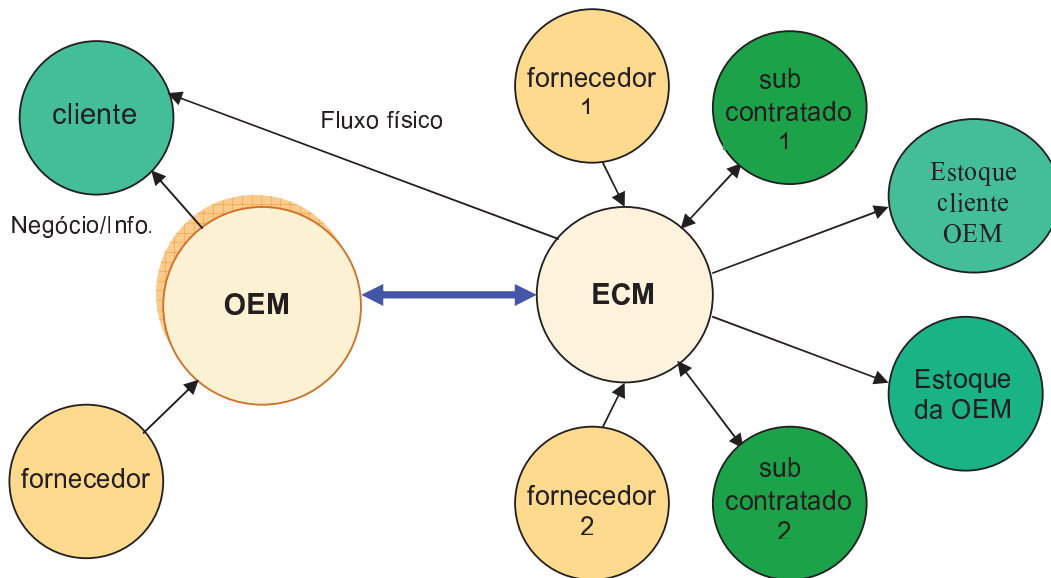 cliente
Negócio/Info.
Fluxo físico
OEM
fornecedor
fornecedor
1
sub
contratado
1
ECM
Estoque
cliente
OEM
Estoque
da OEM
fornecedor
2
sub
contratado
2